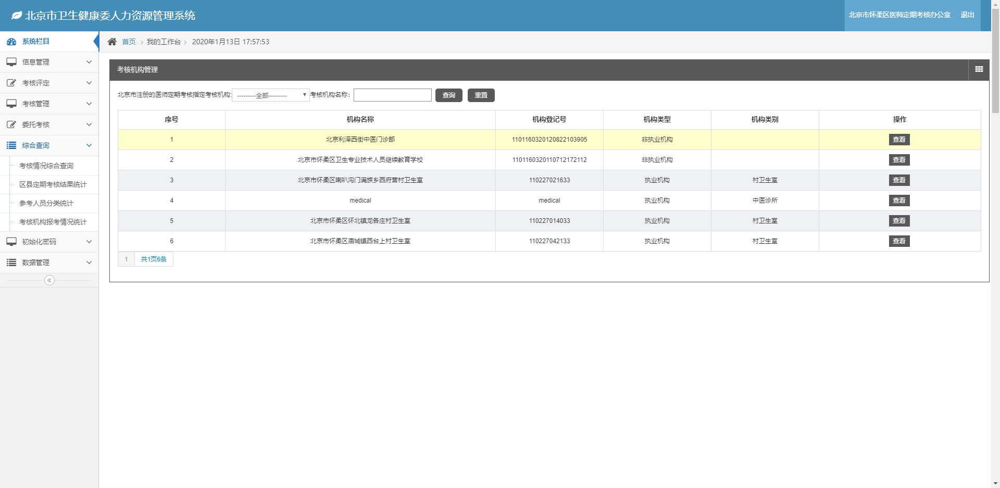 北京市卫生健康委人力资源管理系统
北京市怀柔区医师定期考核办公室 退出
系统栏目
首页 我的工作台 2020年1月13日 17:57:53
信息管理
考核评定
考核管理
委托考核
综合查询
考核情况综合查询
区县定期考核结果统计
参考人员分类统计
考核机构报考情况统计
初始化密码
数据管理
考核机构管理
北京市注册的医师定期考核指定考核机构: ---------全部--------- 考核机构名称： 查询 重置
序号 机构名称 机构登记号 机构类型 机构类别 操作
1 北京利泽西街中医门诊部 1101160320120822103905 非执业机构 查看
2 北京市怀柔区卫生专业技术人员继续教育学校 1101160320110712172112 非执业机构 查看
3 北京市怀柔区喇叭沟门满族乡西府营村卫生室 110227021633 执业机构 村卫生室 查看
4 medical medical 执业机构 中医诊所 查看
5 北京市怀柔区怀北镇龙各庄村卫生室 110227014033 执业机构 村卫生室 查看
6 北京市怀柔区庙城镇西台上村卫生室 110227042133 执业机构 村卫生室 查看
1 共1页6条